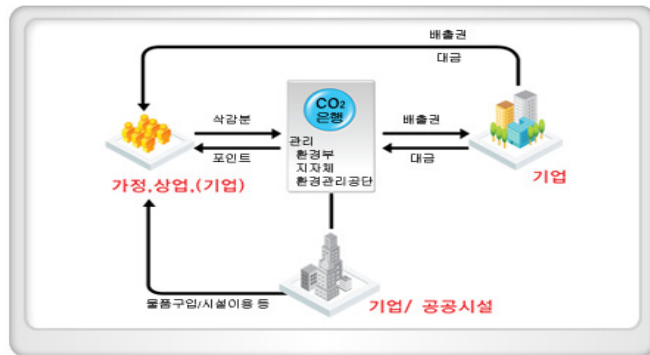 배출권
대금
CO₂
은행
삭감분
포인트
배출권
대금
관리
환경부
지자체
환경관리공단
가정,상업,(기업)
기업
물품구입/시설이용 등
기업/ 공공시설